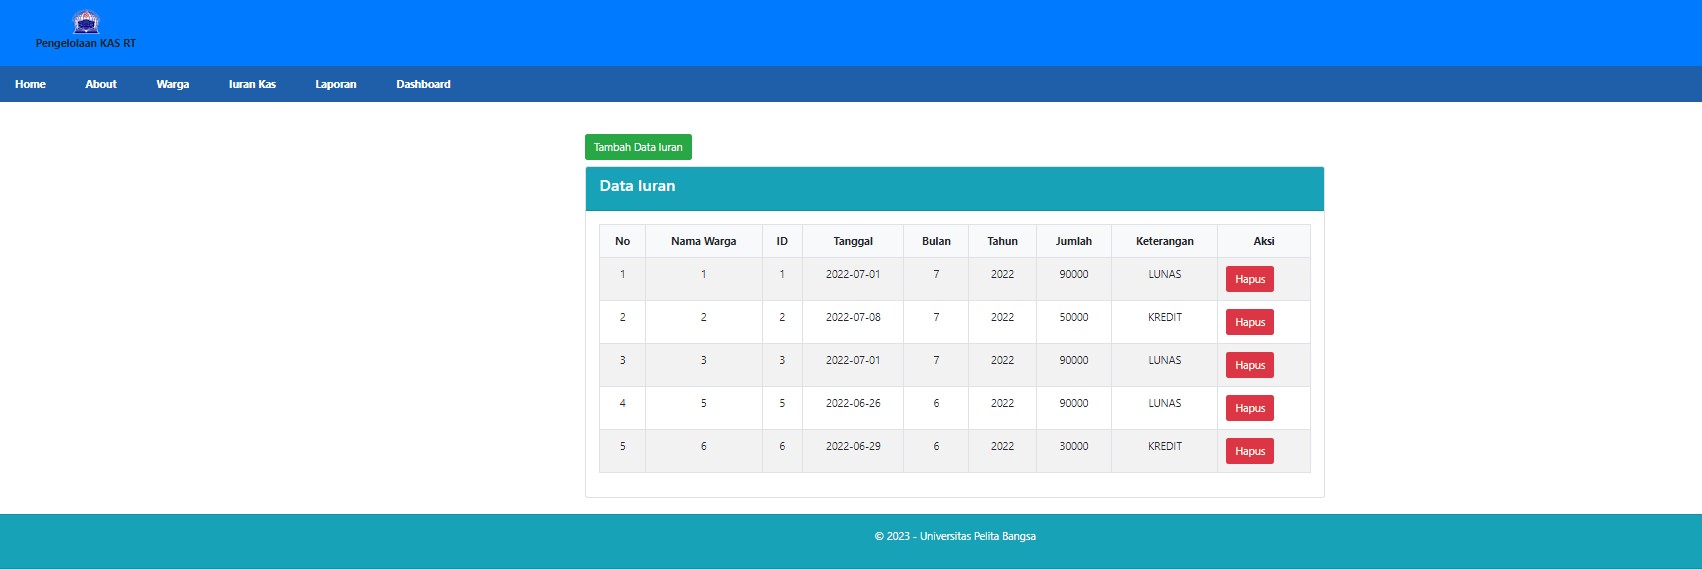 Pengelolaan KAS RT
Home About Warga Iuran Kas Laporan Dashboard
Tambah Data Iuran
Data Iuran
No Nama Warga ID Tanggal Bulan Tahun Jumlah Keterangan Aksi
1 1 1 2022-07-01 7 2022 90000 LUNAS Hapus
2 2 2 2022-07-08 7 2022 50000 KREDIT Hapus
3 3 3 2022-07-01 7 2022 90000 LUNAS Hapus
4 5 5 2022-06-26 6 2022 90000 LUNAS Hapus
5 6 6 2022-06-29 6 2022 30000 KREDIT Hapus
© 2023 - Universitas Pelita Bangsa